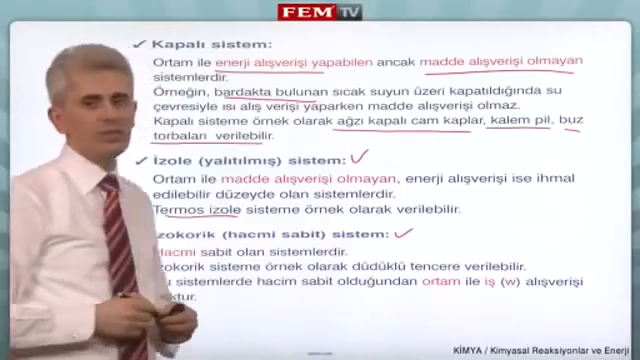 FEM TV
Kapalı sistem:
Ortam ile enerji alışverişi yapabilen ancak madde alışverişi olmayan
sistemlerdir.
Örneğin, bardakta bulunan sıcak suyun üzeri kapatıldığında su
çevresiyle ısı alış verişi yaparken madde alışverişi olmaz.
Kapalı sisteme örnek olarak ağzı kapalı cam kaplar, kalem pil, buz
torbaları verilebilir.
İzole (yalıtılmış) sistem:
Ortam ile madde alışverişi olmayan, enerji alışverişi ise ihmal
edilebilir düzeyde olan sistemlerdir.
Termos izole sisteme örnek olarak verilebilir.
zokorik (hacmi sabit) sistem:
Hacmi sabit olan sistemlerdir.
zokorik sisteme örnek olarak düdüklü tencere verilebilir.
sistemlerde hacim sabit olduğundan ortam ile iş (w) alışverişi
KİMYA / Kimyasal Reaksiyonlar ve Enerji